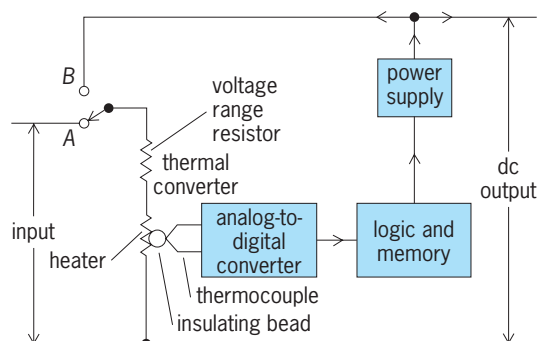 B
A
voltage
range
resistor
thermal
converter
power
supply
dc
output
input
heater
analog-to-
digital
converter
logic and
memory
thermocouple
insulating bead